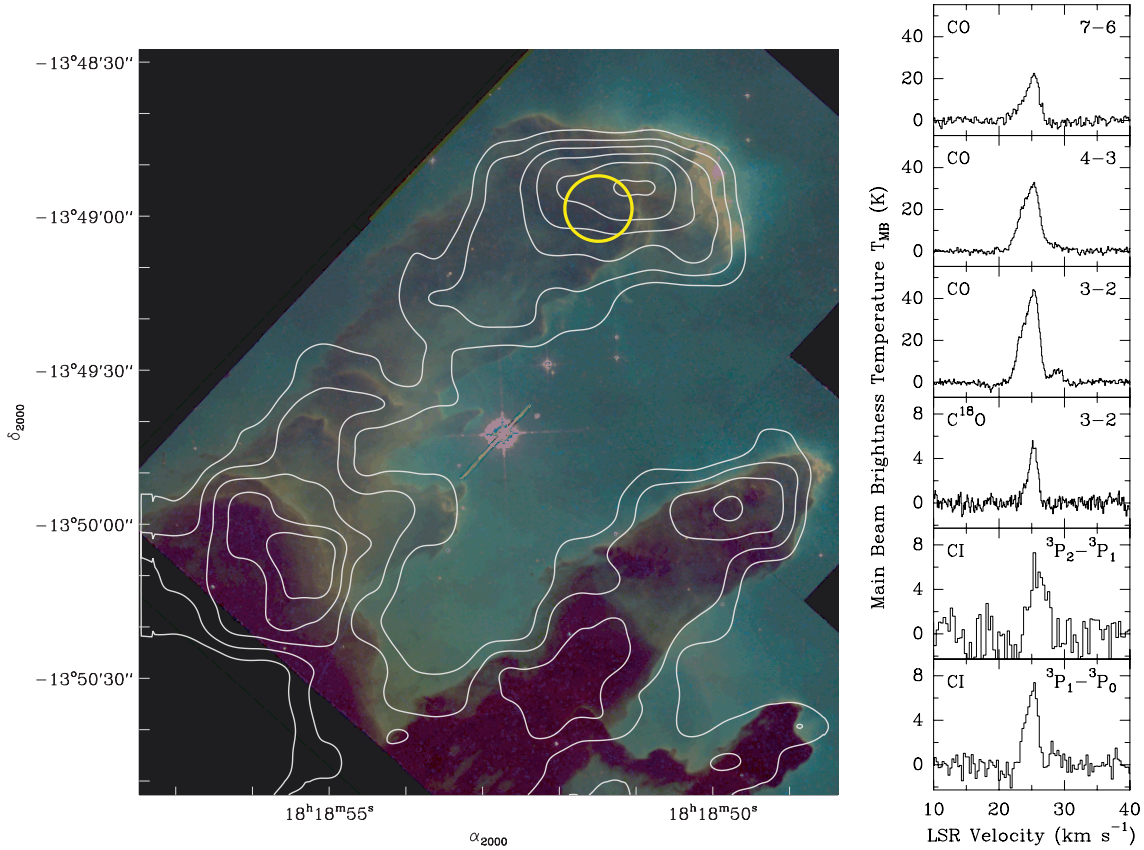 −13°48′30″
−13°49′00″
−13°49′30″
−13°50′00″
−13°50′30″
δ2000
18ʰ18ᵐ55ˢ
18ʰ18ᵐ50ˢ
α2000
Main Beam Brightness Temperature T_MB (K)
CO 7−6
40
20
0
CO 4−3
40
20
0
CO 3−2
40
20
0
C¹⁸O 3−2
8
4
0
CI ³P₂−³P₁
8
4
0
CI ³P₁−³P₀
8
4
0
10 20 30 40
LSR Velocity (km s⁻¹)